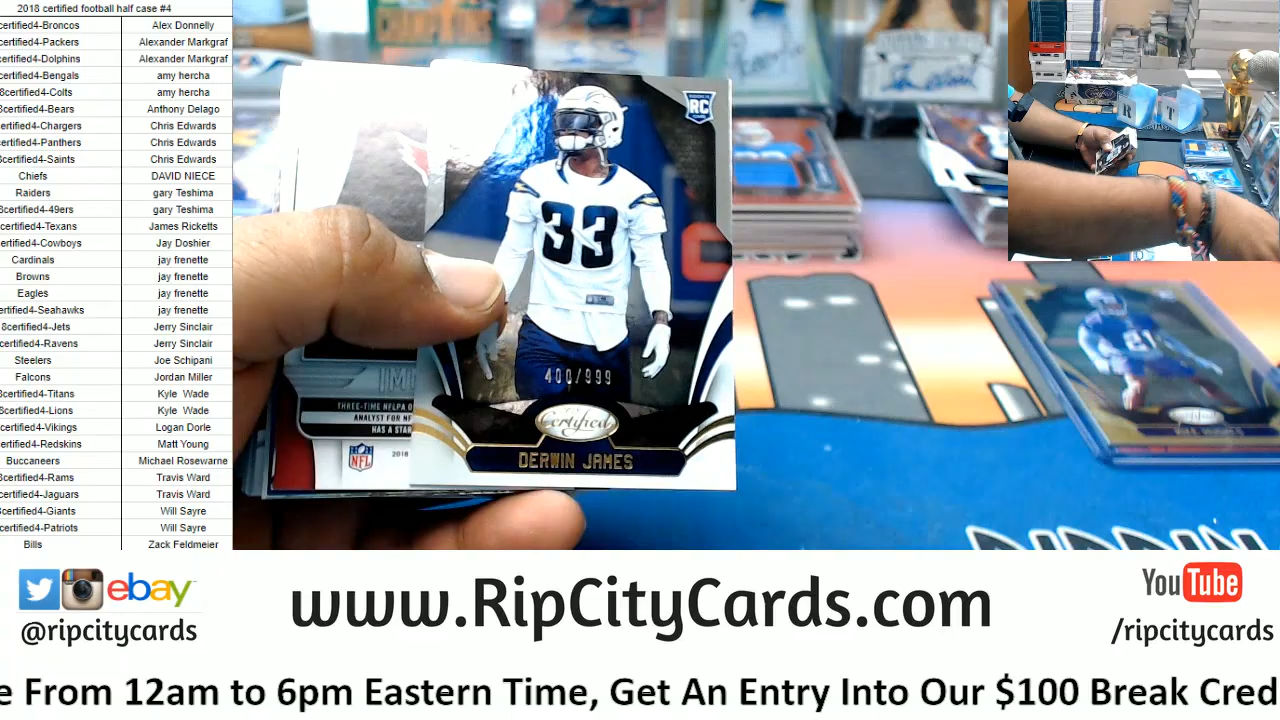 2018 certified football half case #4
certified4-Broncos Alex Donnelly
certified4-Packers Alexander Markgraf
certified4-Dolphins Alexander Markgraf
certified4-Bengals amy hercha
8certified4-Colts amy hercha
8certified4-Bears Anthony Delago
certified4-Chargers Chris Edwards
certified4-Panthers Chris Edwards
8certified4-Saints Chris Edwards
Chiefs DAVID NIECE
Raiders gary Teshima
8certified4-49ers gary Teshima
certified4-Texans James Ricketts
certified4-Cowboys Jay Doshier
Cardinals jay frenette
Browns jay frenette
Eagles jay frenette
certified4-Seahawks jay frenette
8certified4-Jets Jerry Sinclair
certified4-Ravens Jerry Sinclair
Steelers Joe Schipani
Falcons Jordan Miller
8certified4-Titans Kyle Wade
8certified4-Lions Kyle Wade
certified4-Vikings Logan Dorle
certified4-Redskins Matt Young
Buccaneers Michael Rosewarne
8certified4-Rams Travis Ward
certified4-Jaguars Travis Ward
8certified4-Giants Will Sayre
certified4-Patriots Will Sayre
Bills Zack Feldmeier
RC
33
400/999
Certified
DERWIN JAMES
THREE-TIME NFLPA
ANALYST FOR NF
HAS A STAR
NFL
2018
21
R T
ebay
@ripcitycards
www.RipCityCards.com
YouTube
/ripcitycards
e From 12am to 6pm Eastern Time, Get An Entry Into Our $100 Break Cred